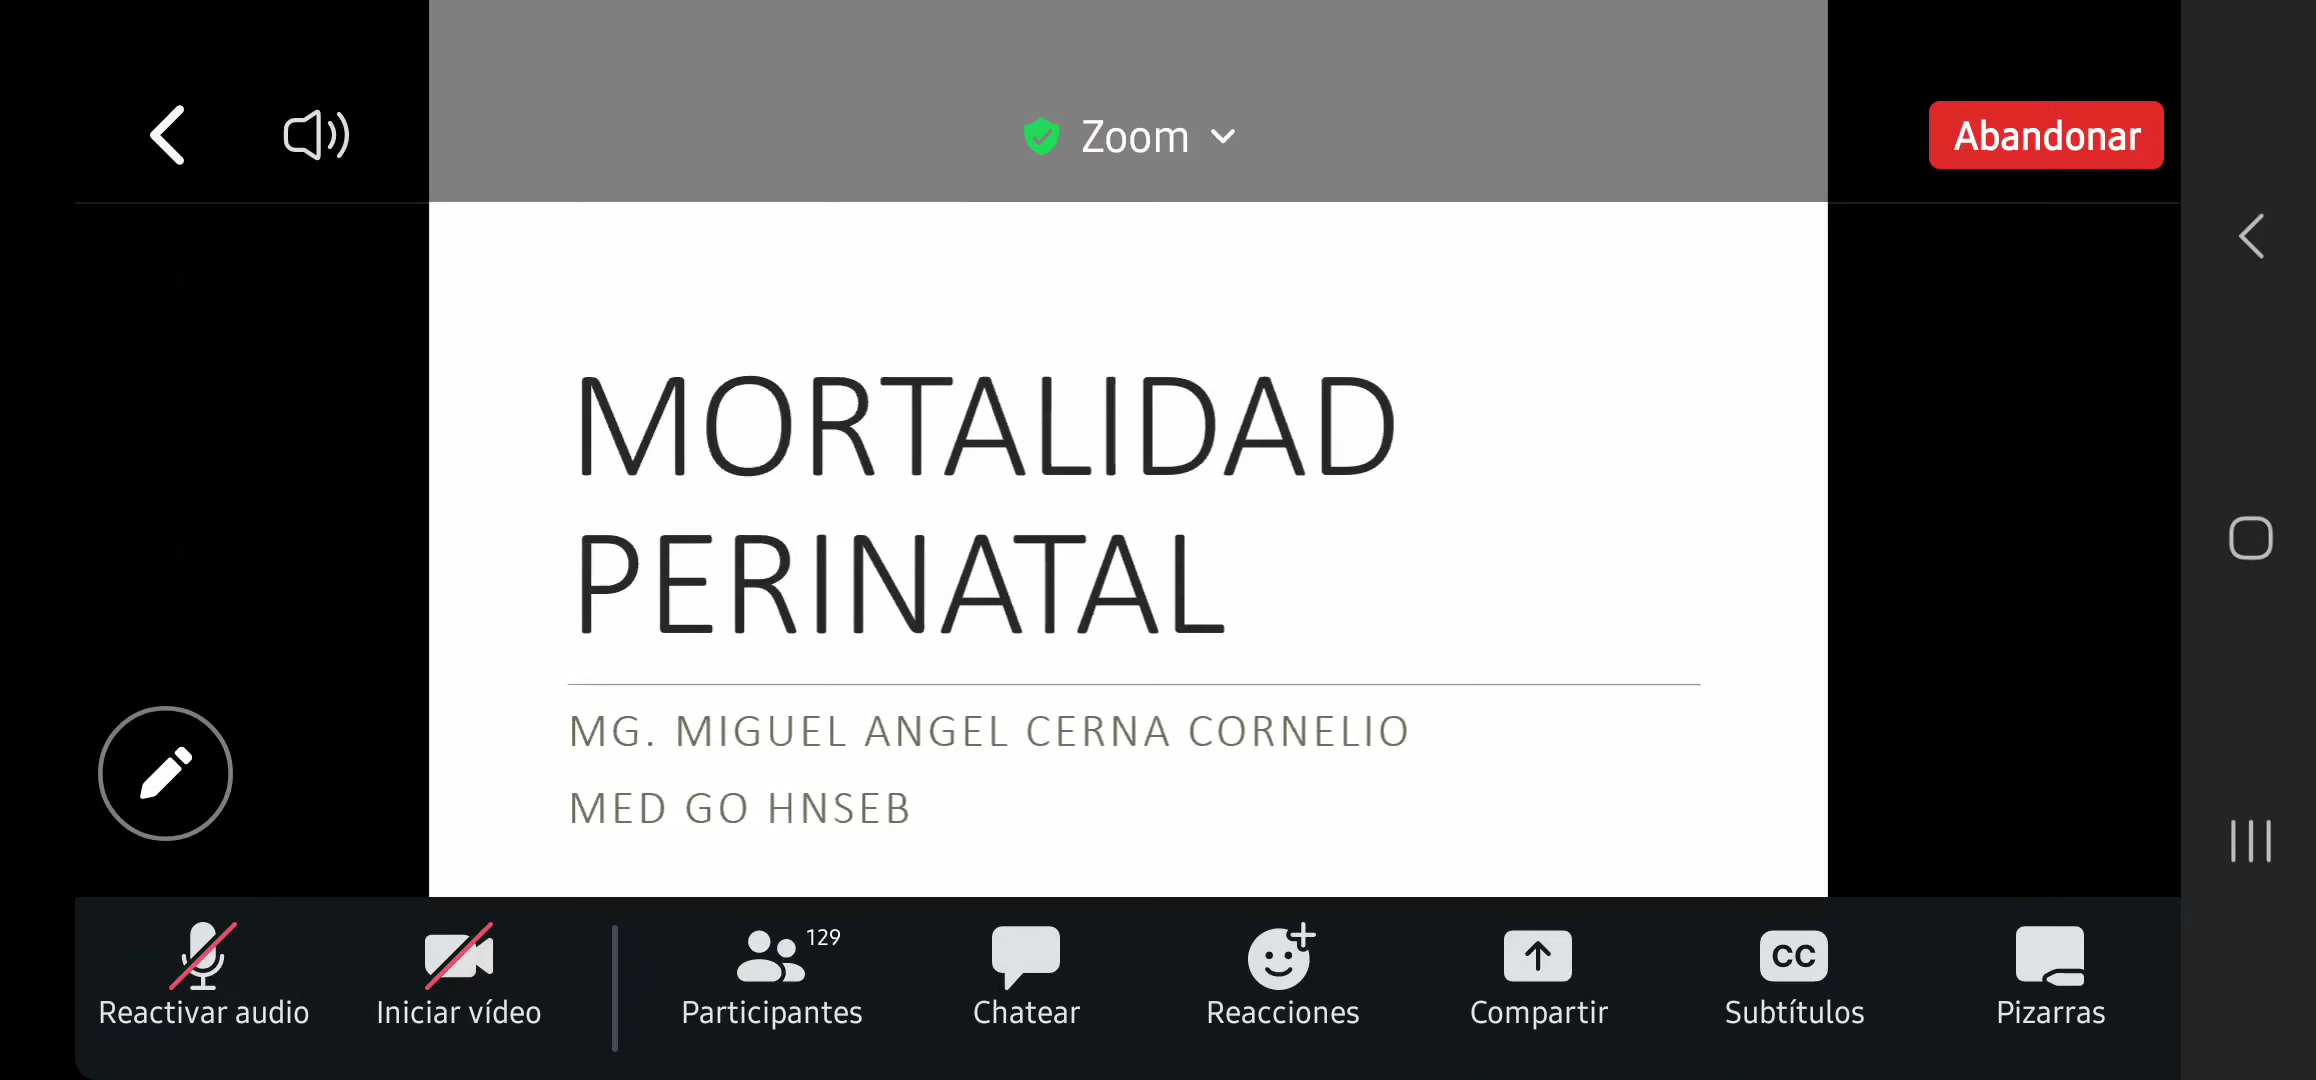 Zoom
Abandonar
MORTALIDAD
PERINATAL
MG. MIGUEL ANGEL CERNA CORNELIO
MED GO HNSEB
129
Reactivar audio
Iniciar vídeo
Participantes
Chatear
Reacciones
Compartir
CC
Subtítulos
Pizarras